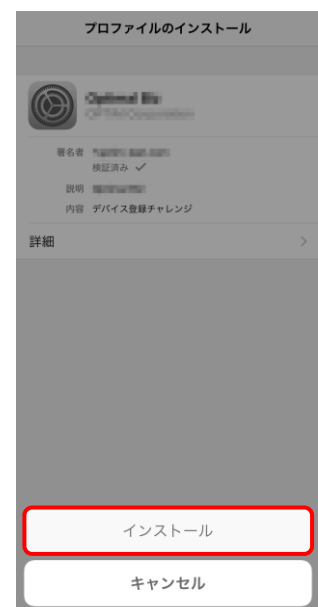 プロファイルのインストール
署名者
検証済み ✓
説明
内容 デバイス登録チャレンジ
詳細
インストール
キャンセル